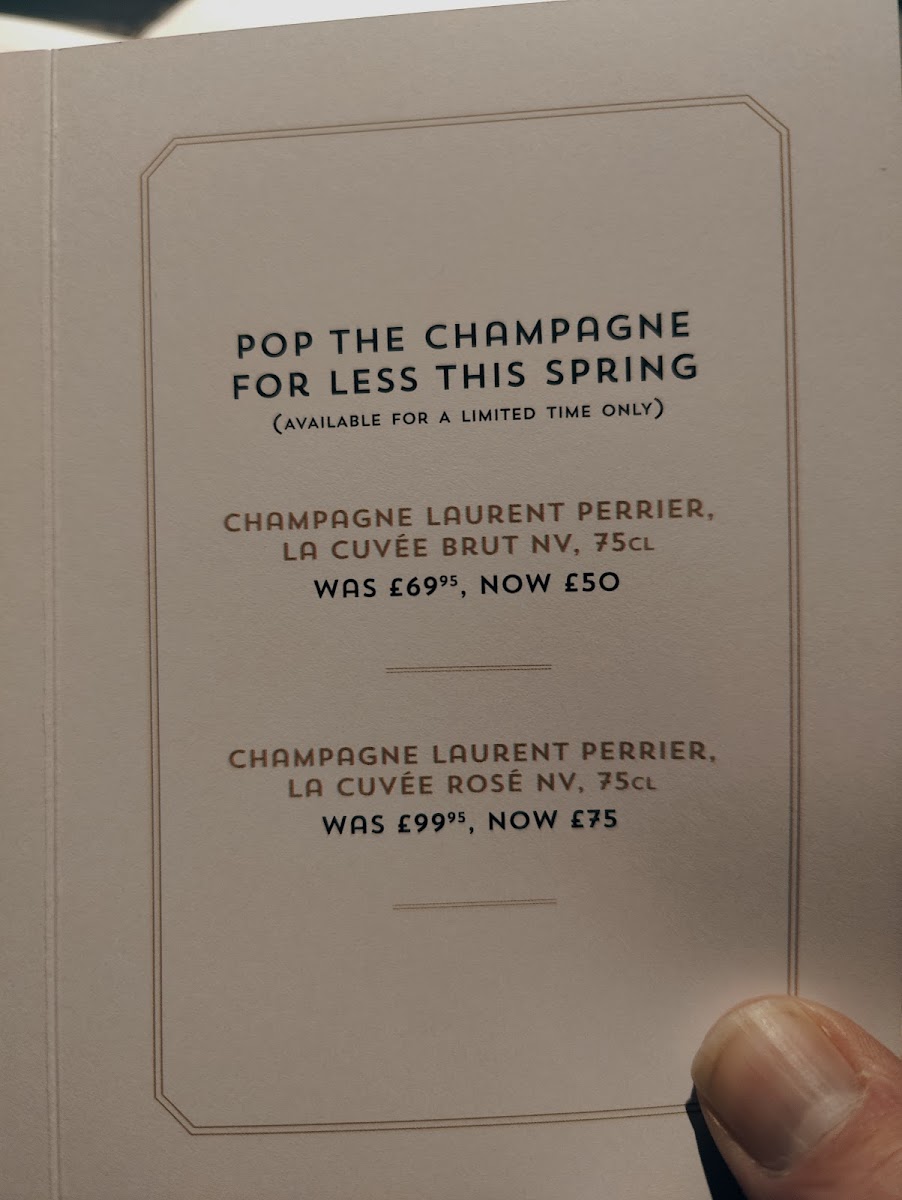 POP THE CHAMPAGNE
FOR LESS THIS SPRING
(AVAILABLE FOR A LIMITED TIME ONLY)
CHAMPAGNE LAURENT PERRIER,
LA CUVÉE BRUT NV, 75CL
WAS £69⁹⁵, NOW £50
CHAMPAGNE LAURENT PERRIER,
LA CUVÉE ROSÉ NV, 75CL
WAS £99⁹⁵, NOW £75